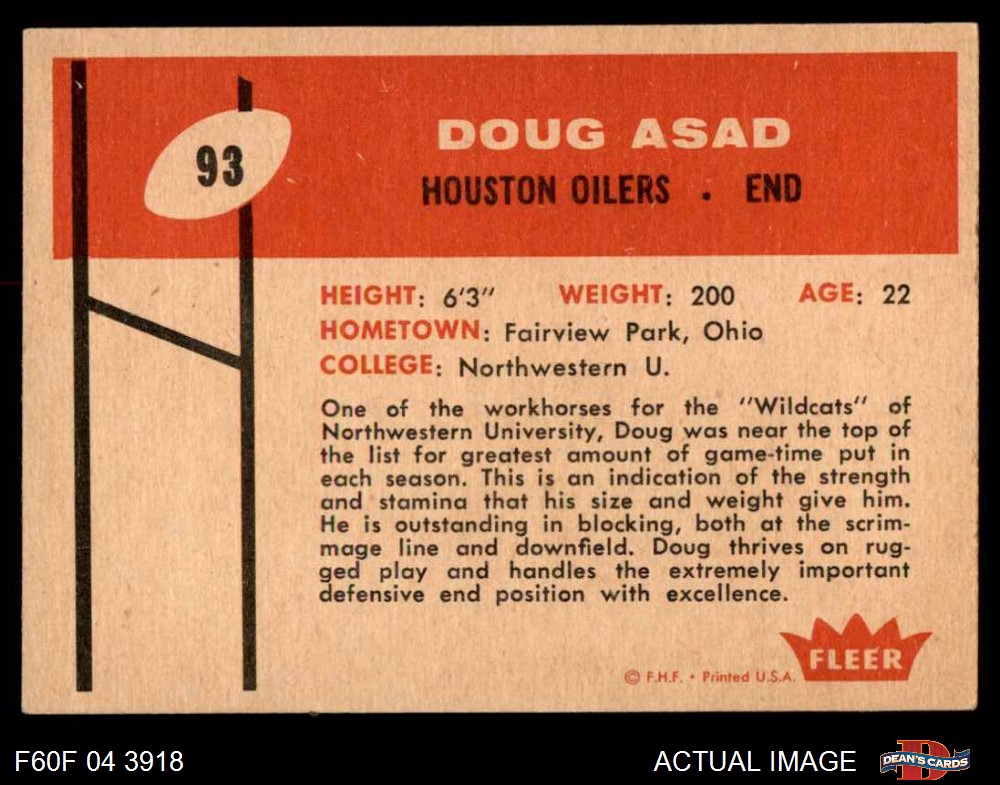 93
DOUG ASAD
HOUSTON OILERS . END
HEIGHT: 6'3" WEIGHT: 200 AGE: 22
HOMETOWN: Fairview Park, Ohio
COLLEGE: Northwestern U.
One of the workhorses for the "Wildcats" of
Northwestern University, Doug was near the top of
the list for greatest amount of game-time put in
each season. This is an indication of the strength
and stamina that his size and weight give him.
He is outstanding in blocking, both at the scrim-
mage line and downfield. Doug thrives on rug-
ged play and handles the extremely important
defensive end position with excellence.
FLEER
© F.H.F. • Printed U.S.A.
F60F 04 3918 ACTUAL IMAGE D DEAN'S CARDS